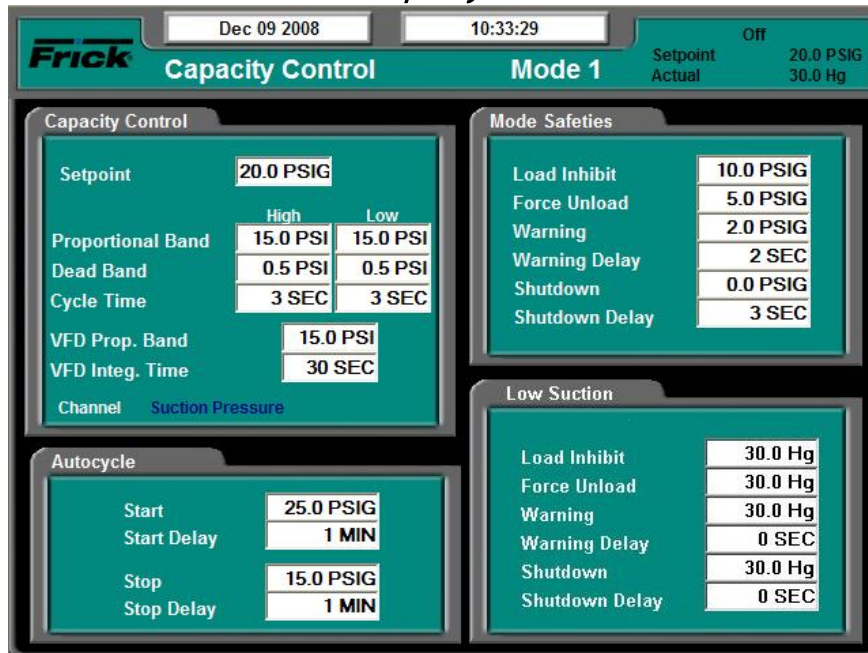 Dec 09 2008
10:33:29
Off
Frick
Capacity Control
Mode 1
Setpoint 20.0 PSIG
Actual 30.0 Hg
Capacity Control
Setpoint 20.0 PSIG
High Low
Proportional Band 15.0 PSI 15.0 PSI
Dead Band 0.5 PSI 0.5 PSI
Cycle Time 3 SEC 3 SEC
VFD Prop. Band 15.0 PSI
VFD Integ. Time 30 SEC
Channel Suction Pressure
Autocycle
Start 25.0 PSIG
Start Delay 1 MIN
Stop 15.0 PSIG
Stop Delay 1 MIN
Mode Safeties
Load Inhibit 10.0 PSIG
Force Unload 5.0 PSIG
Warning 2.0 PSIG
Warning Delay 2 SEC
Shutdown 0.0 PSIG
Shutdown Delay 3 SEC
Low Suction
Load Inhibit 30.0 Hg
Force Unload 30.0 Hg
Warning 30.0 Hg
Warning Delay 0 SEC
Shutdown 30.0 Hg
Shutdown Delay 0 SEC